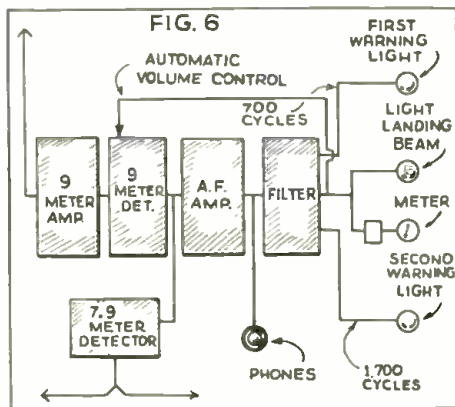 FIG. 6
FIRST
WARNING
LIGHT
AUTOMATIC
VOLUME CONTROL
700
CYCLES
LIGHT
LANDING
BEAM
9
METER
AMP.
9
METER
DET.
A.F.
AMP.
FILTER
METER
SECOND
WARNING
LIGHT
7.9
METER
DETECTOR
PHONES
1,700
CYCLES